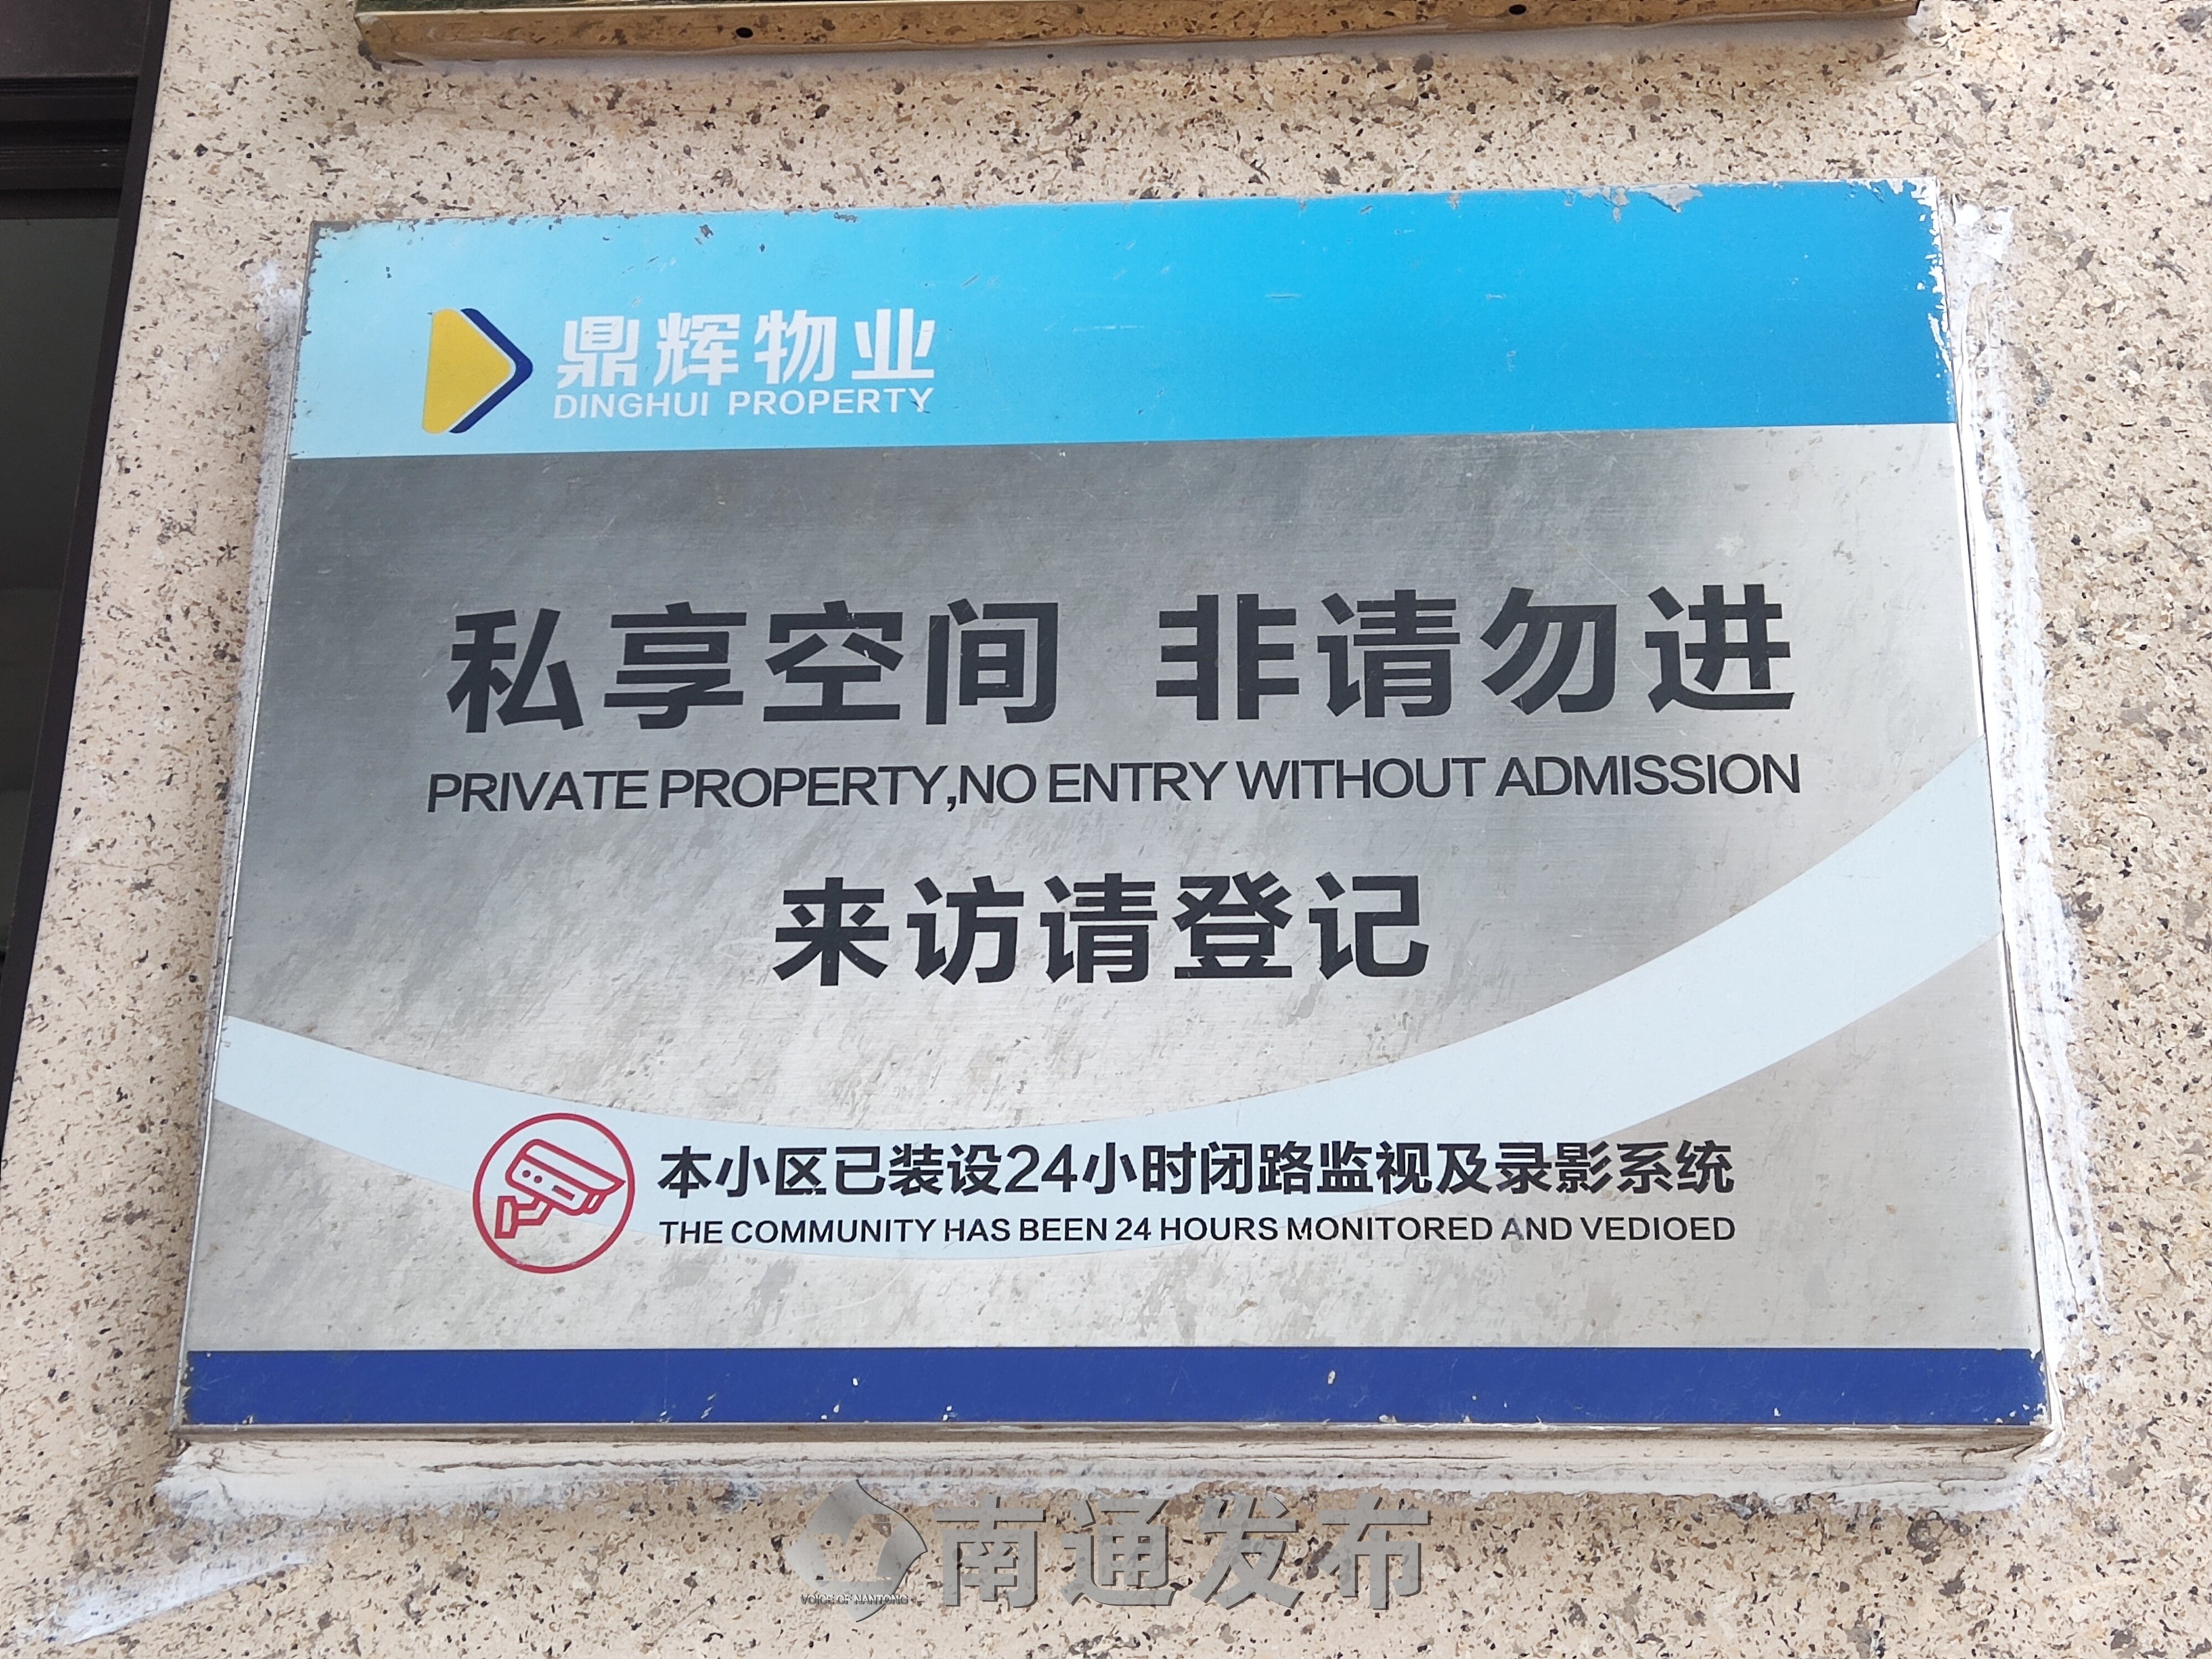 鼎辉物业
DINGHUI PROPERTY
私享空间 非请勿进
PRIVATE PROPERTY,NO ENTRY WITHOUT ADMISSION
来访请登记
本小区已装设24小时闭路监视及录影系统
THE COMMUNITY HAS BEEN 24 HOURS MONITORED AND VEDIOED
南通发布
VOICE OF NANTONG